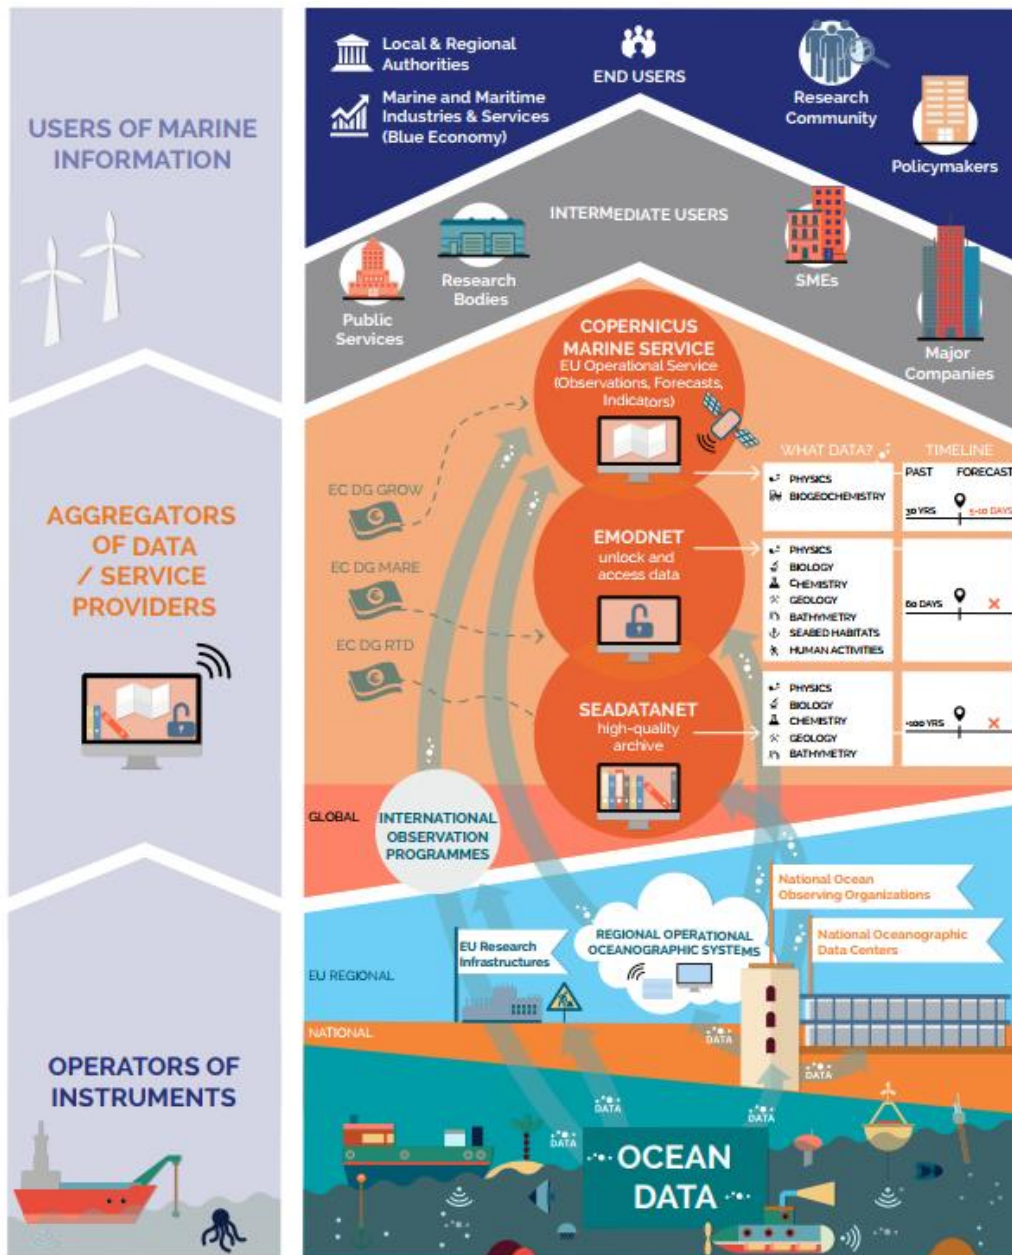 USERS OF MARINE
INFORMATION
AGGREGATORS
OF DATA
/ SERVICE
PROVIDERS
OPERATORS OF
INSTRUMENTS
Local & Regional
Authorities
Marine and Maritime
Industries & Services
(Blue Economy)
END USERS
Research
Community
Policymakers
INTERMEDIATE USERS
Public
Services
Research
Bodies
SMEs
Major
Companies
COPERNICUS
MARINE SERVICE
EU Operational Service
(Observations, Forecasts,
Indicators)
EC DG GROW
EC DG MARE
EC DG RTD
EMODNET
unlock and
access data
SEADATANET
high-quality
archive
WHAT DATA?
TIMELINE
PHYSICS
BIOGEOCHEMISTRY
PAST FORECAST
30 YRS 5-10 DAYS
PHYSICS
BIOLOGY
CHEMISTRY
GEOLOGY
BATHYMETRY
SEABED HABITATS
HUMAN ACTIVITIES
60 DAYS
PHYSICS
BIOLOGY
CHEMISTRY
GEOLOGY
BATHYMETRY
+100 YRS
GLOBAL
INTERNATIONAL
OBSERVATION
PROGRAMMES
EU REGIONAL
EU Research
Infrastructures
REGIONAL OPERATIONAL
OCEANOGRAPHIC SYSTEMS
National Ocean
Observing Organizations
National Oceanographic
Data Centers
NATIONAL
DATA
DATA
DATA
DATA
DATA
OCEAN
DATA